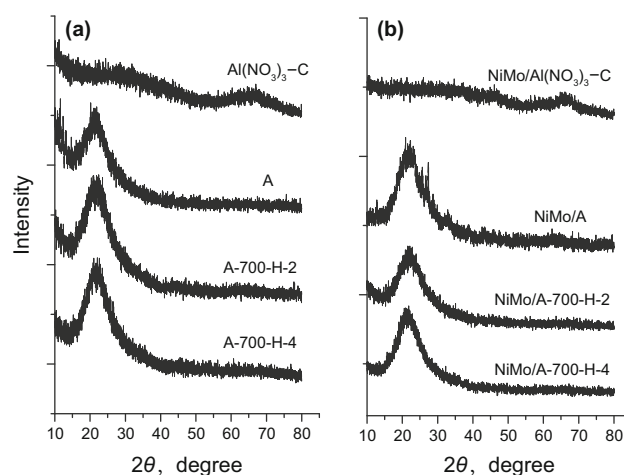 (a)
Al(NO₃)₃−C
A
A-700-H-2
A-700-H-4
Intensity
10 20 30 40 50 60 70 80
2θ, degree
(b)
NiMo/Al(NO₃)₃−C
NiMo/A
NiMo/A-700-H-2
NiMo/A-700-H-4
10 20 30 40 50 60 70 80
2θ, degree